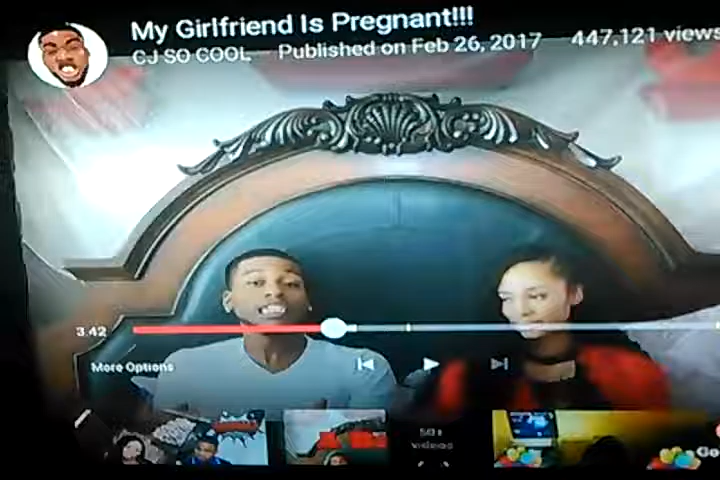 My Girlfriend Is Pregnant!!!
CJ SO COOL Published on Feb 26, 2017 447,121 views
3:42
More Options
50+
videos
Go